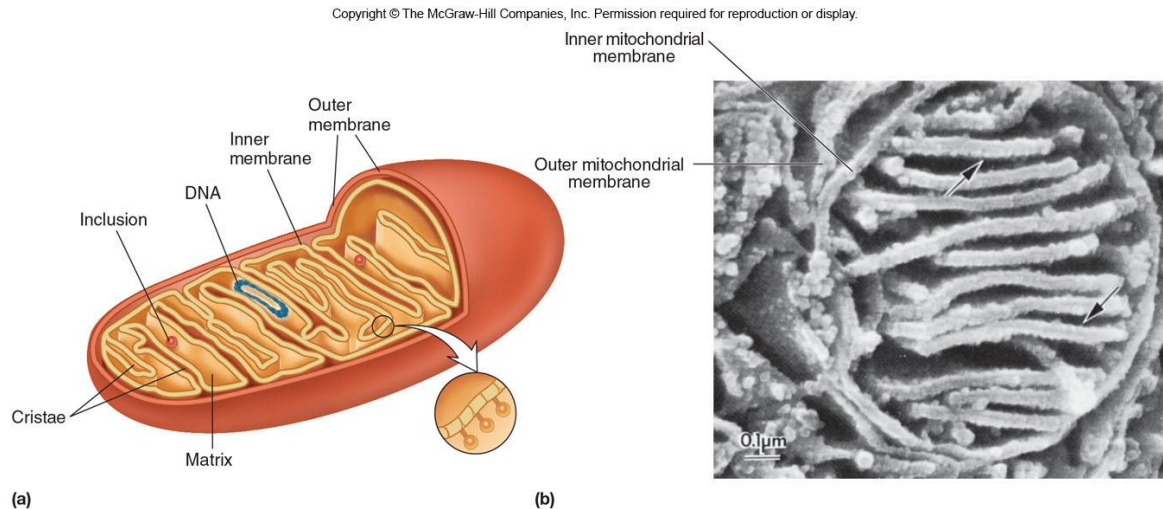 Copyright © The McGraw-Hill Companies, Inc. Permission required for reproduction or display.
Outer
membrane
Inner
membrane
DNA
Inclusion
Cristae
Matrix
(a)
Inner mitochondrial
membrane
Outer mitochondrial
membrane
0.1µm
(b)